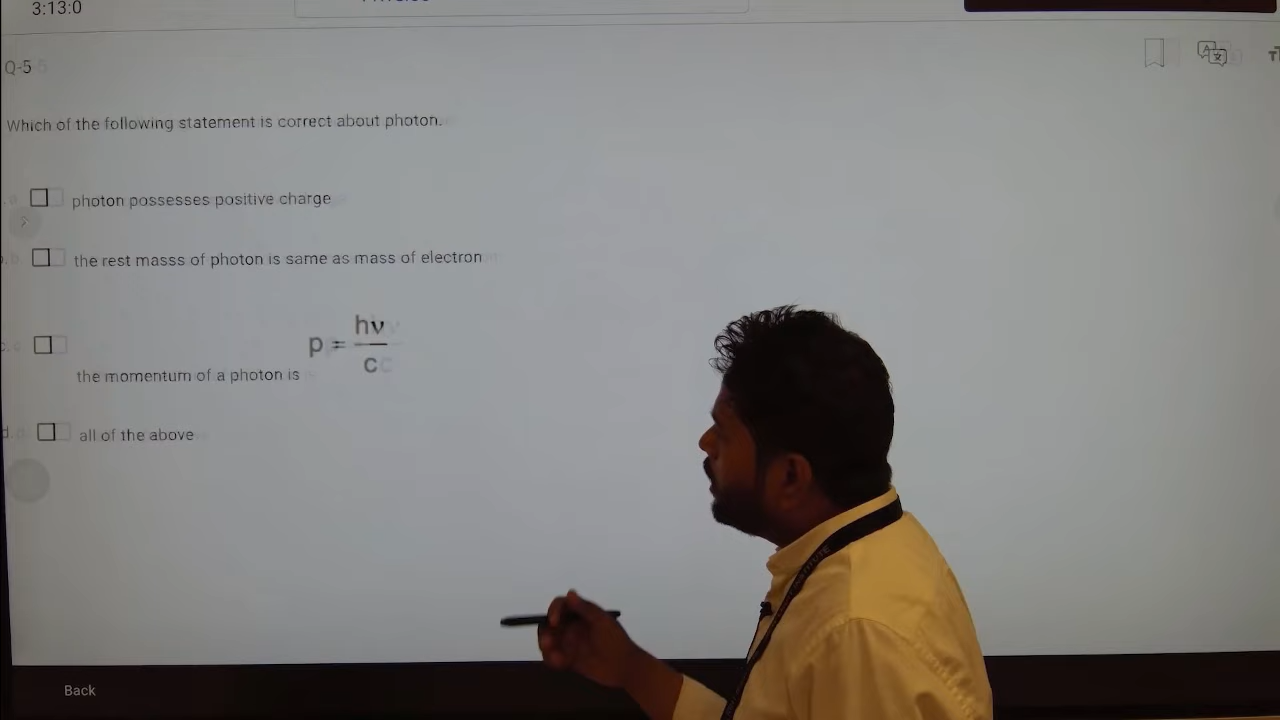 3:13:0
Q-5
Which of the following statement is correct about photon.
photon possesses positive charge
the rest masss of photon is same as mass of electron
c. the momentum of a photon is p = hν/c
d. all of the above
Back